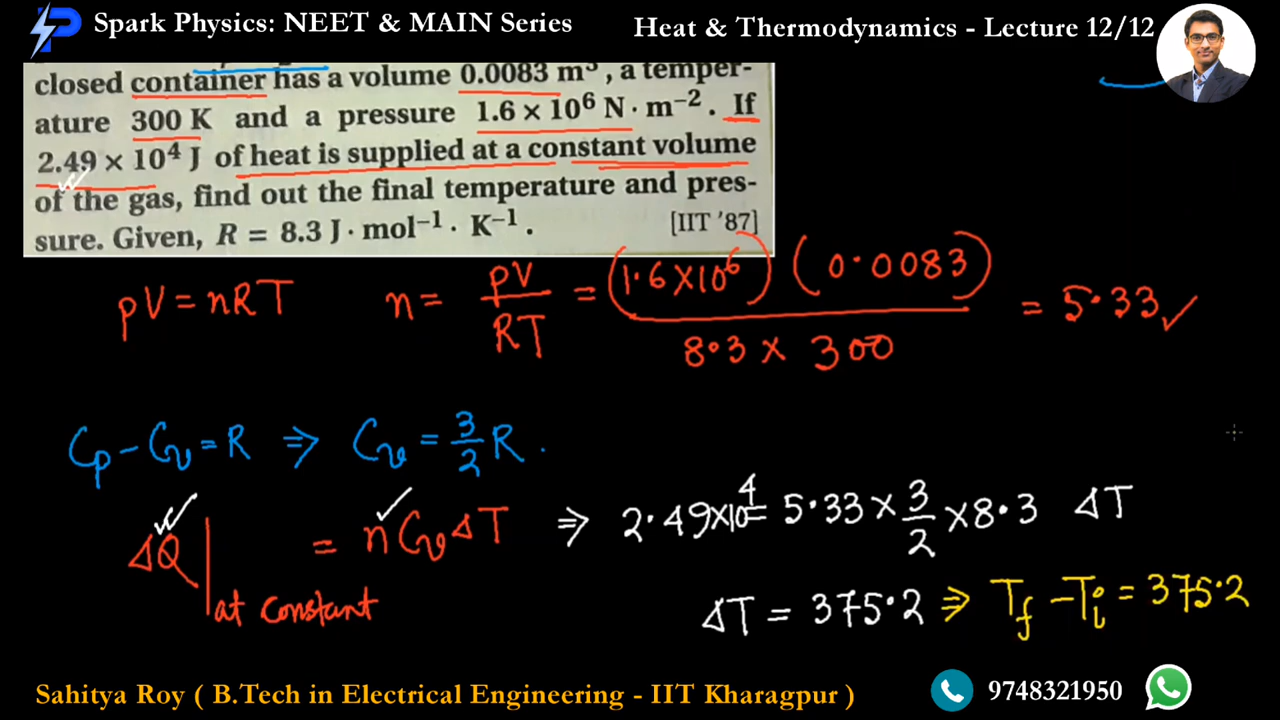 Spark Physics: NEET & MAIN Series
Heat & Thermodynamics - Lecture 12/12
closed container has a volume 0.0083 m³, a temper-
ature 300 K and a pressure 1.6 × 10⁶ N · m⁻². If
2.49 × 10⁴ J of heat is supplied at a constant volume
of the gas, find out the final temperature and pres-
sure. Given, R = 8.3 J · mol⁻¹ · K⁻¹. [IIT '87]
pV = nRT n = pV/RT = (1.6×10⁶) (0.0083) / 8.3 × 300 = 5.33 ✓
Cp − Cv = R ⇒ Cv = 3/2 R.
ΔQ| at constant = nCvΔT ⇒ 2.49×10⁴ = 5.33 × 3/2 × 8.3 ΔT
ΔT = 375.2 ⇒ Tf − Ti = 375.2
Sahitya Roy ( B.Tech in Electrical Engineering - IIT Kharagpur )
9748321950